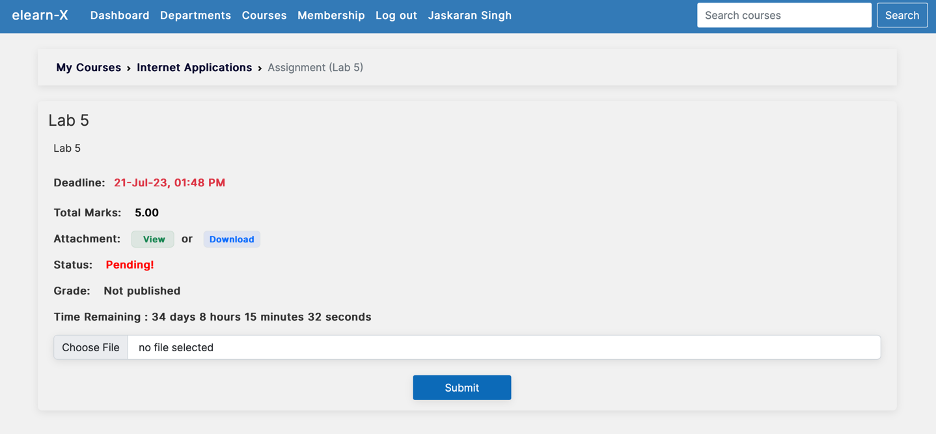 elearn-X Dashboard Departments Courses Membership Log out Jaskaran Singh Search courses Search
My Courses › Internet Applications › Assignment (Lab 5)
Lab 5
Lab 5
Deadline: 21-Jul-23, 01:48 PM
Total Marks: 5.00
Attachment: View or Download
Status: Pending!
Grade: Not published
Time Remaining : 34 days 8 hours 15 minutes 32 seconds
Choose File no file selected
Submit